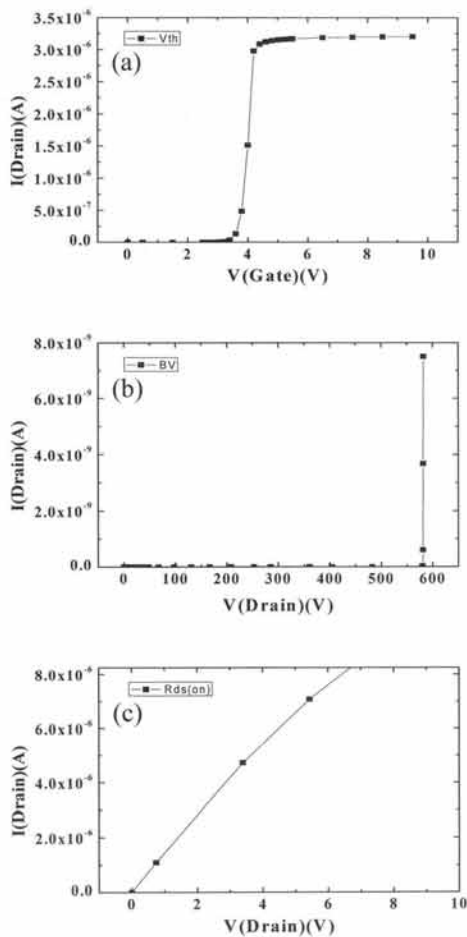 3.5x10⁻⁶
3.0x10⁻⁶
2.5x10⁻⁶
2.0x10⁻⁶
1.5x10⁻⁶
1.0x10⁻⁶
5.0x10⁻⁷
0.0
I(Drain)(A)
Vth
(a)
0 2 4 6 8 10
V(Gate)(V)
8.0x10⁻⁹
6.0x10⁻⁹
4.0x10⁻⁹
2.0x10⁻⁹
0.0
I(Drain)(A)
BV
(b)
0 100 200 300 400 500 600
V(Drain)(V)
8.0x10⁻⁶
6.0x10⁻⁶
4.0x10⁻⁶
2.0x10⁻⁶
0.0
I(Drain)(A)
Rds(on)
(c)
0 2 4 6 8 10
V(Drain)(V)